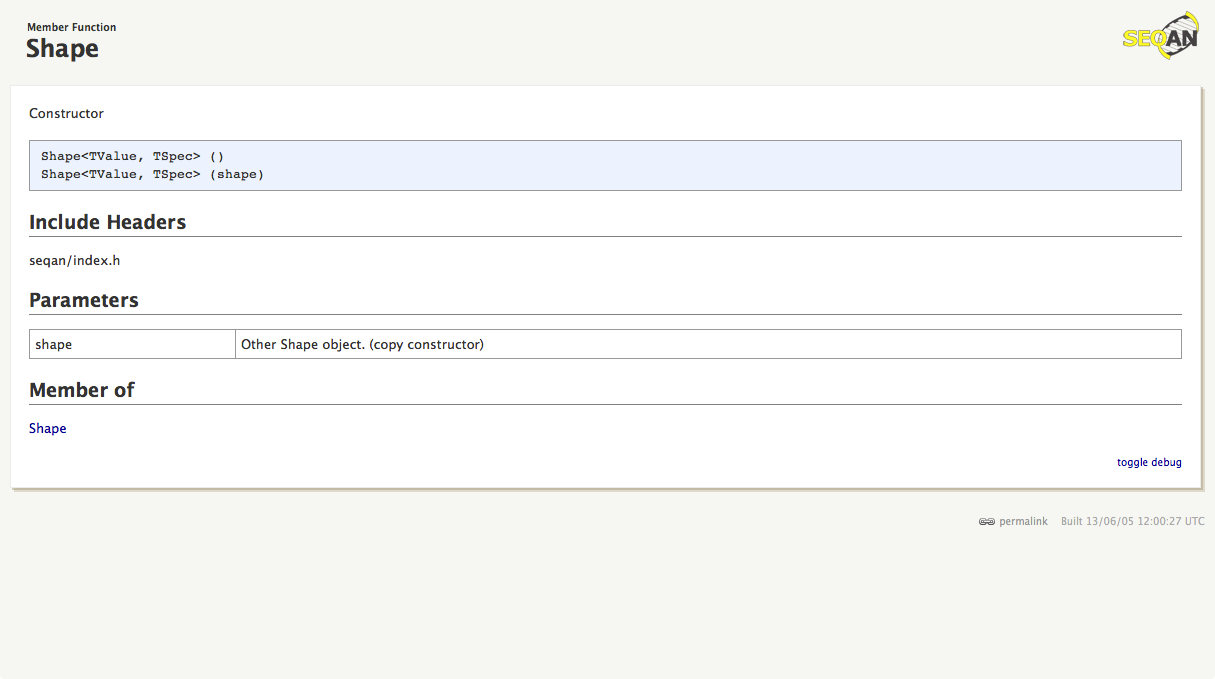 Member Function
Shape
SEQAN
Constructor
Shape<TValue, TSpec> ()
Shape<TValue, TSpec> (shape)
Include Headers
seqan/index.h
Parameters
shape Other Shape object. (copy constructor)
Member of
Shape
toggle debug
permalink Built 13/06/05 12:00:27 UTC